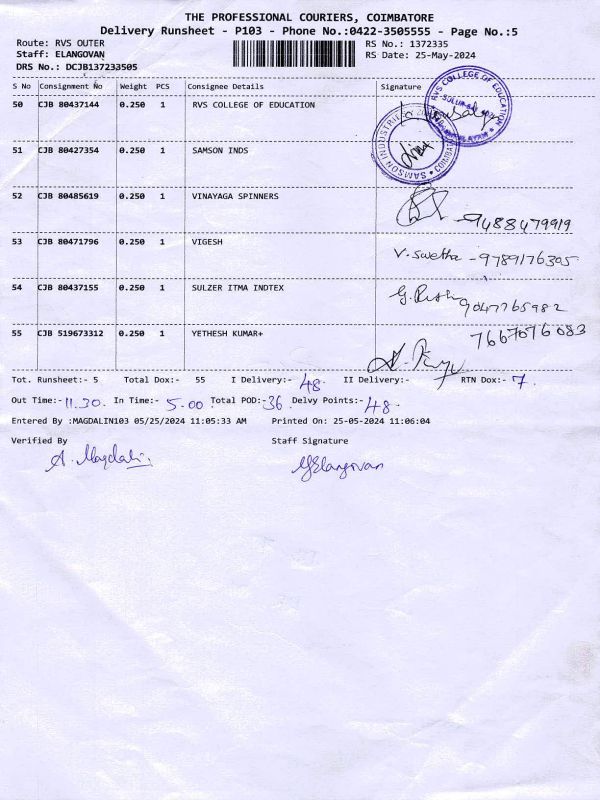 THE PROFESSIONAL COURIERS, COIMBATORE
Delivery Runsheet - P103 - Phone No.:0422-3505555 - Page No.:5
Route: RVS OUTER RS No.: 1372335
Staff: ELANGOVAN RS Date: 25-May-2024
DRS No.: DCJB137233505
S No Consignment No Weight PCS Consignee Details Signature
50 CJB 80437144 0.250 1 RVS COLLEGE OF EDUCATION
RVS COLLEGE OF EDUCATION
51 CJB 80427354 0.250 1 SAMSON INDS
SAMSON INDUSTRIES
52 CJB 80485619 0.250 1 VINAYAGA SPINNERS 9488479919
53 CJB 80471796 0.250 1 VIGESH V. Swetha - 9789176305
54 CJB 80437155 0.250 1 SULZER ITMA INDTEX 9047765982
55 CJB 519673312 0.250 1 YETHESH KUMAR+ 7667076083
Tot. Runsheet:- 5 Total Dox:- 55 I Delivery:- 48 II Delivery:- RTN Dox:- 7.
Out Time:- 11.30. In Time:- 5.00 Total POD:- 36 Delvy Points:- 48.
Entered By :MAGDALIN103 05/25/2024 11:05:33 AM Printed On: 25-05-2024 11:06:04
Verified By Staff Signature
A. Magdalin. Elangovan